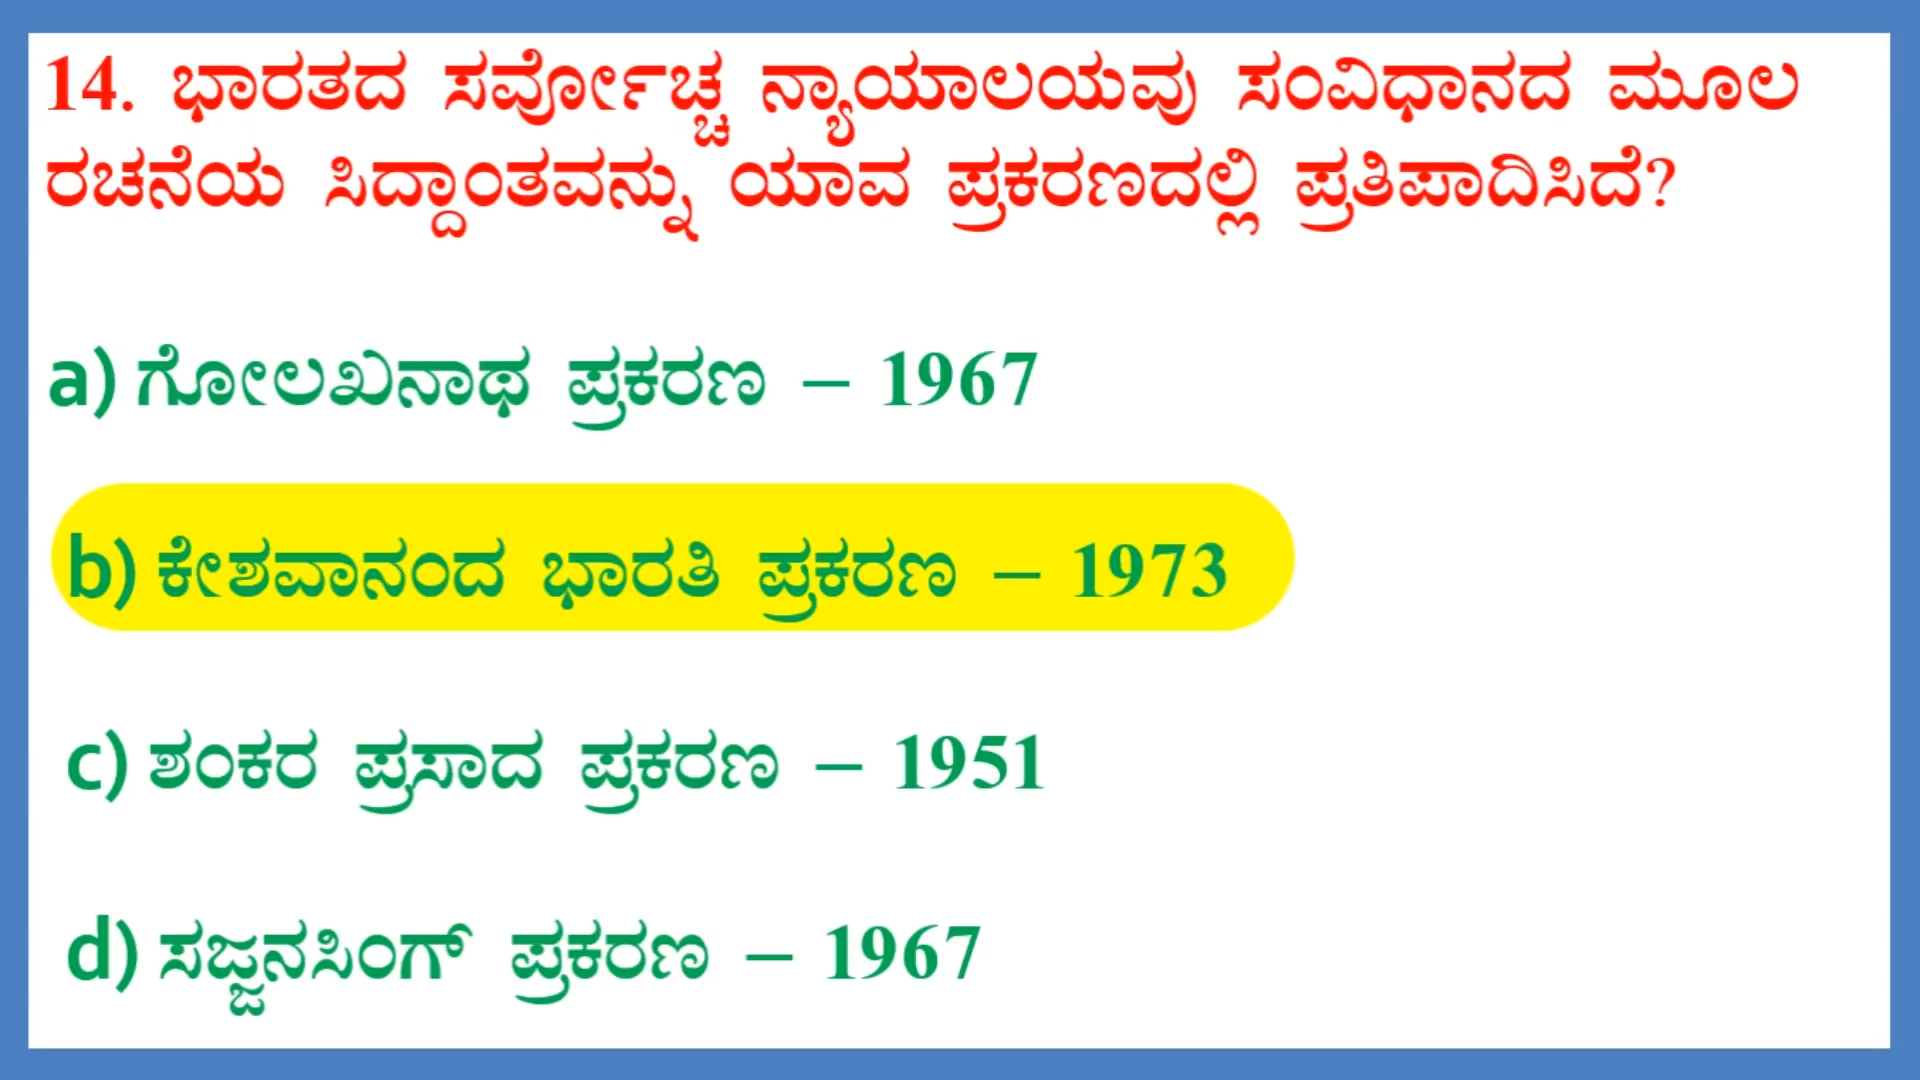 14. ಭಾರತದ ಸರ್ವೋಚ್ಚ ನ್ಯಾಯಾಲಯವು ಸಂವಿಧಾನದ ಮೂಲ
ರಚನೆಯ ಸಿದ್ದಾಂತವನ್ನು ಯಾವ ಪ್ರಕರಣದಲ್ಲಿ ಪ್ರತಿಪಾದಿಸಿದೆ?
a) ಗೋಲಖನಾಥ ಪ್ರಕರಣ – 1967
b) ಕೇಶವಾನಂದ ಭಾರತಿ ಪ್ರಕರಣ – 1973
c) ಶಂಕರ ಪ್ರಸಾದ ಪ್ರಕರಣ – 1951
d) ಸಜ್ಜನಸಿಂಗ್ ಪ್ರಕರಣ – 1967